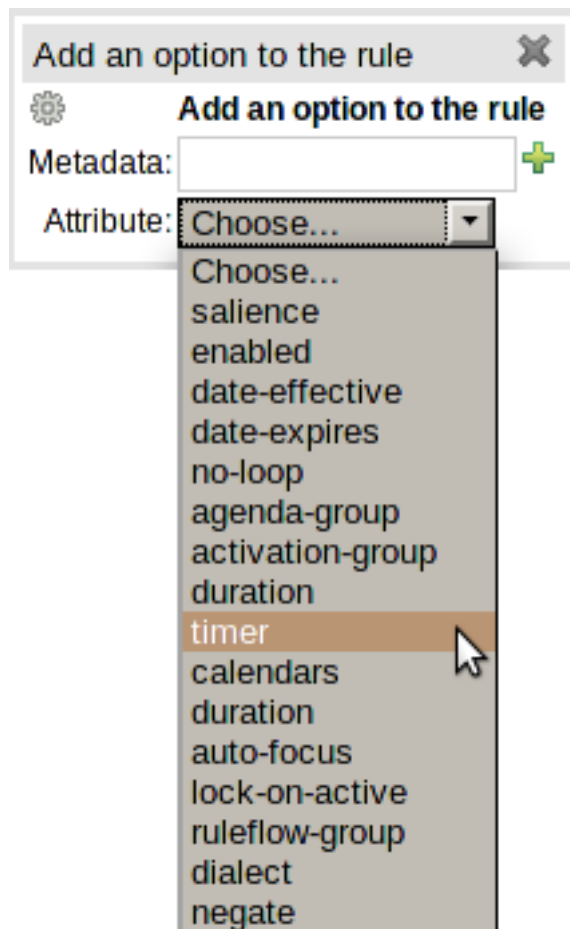 Add an option to the rule
Add an option to the rule
Metadata:
Attribute: Choose...
Choose...
salience
enabled
date-effective
date-expires
no-loop
agenda-group
activation-group
duration
timer
calendars
duration
auto-focus
lock-on-active
ruleflow-group
dialect
negate